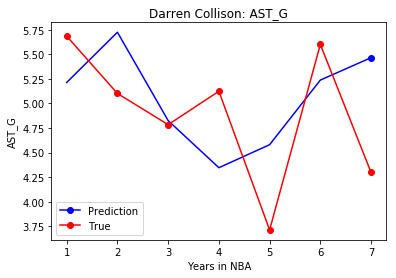 Darren Collison: AST_G
AST_G
5.75
5.50
5.25
5.00
4.75
4.50
4.25
4.00
3.75
Prediction
True
1 2 3 4 5 6 7
Years in NBA